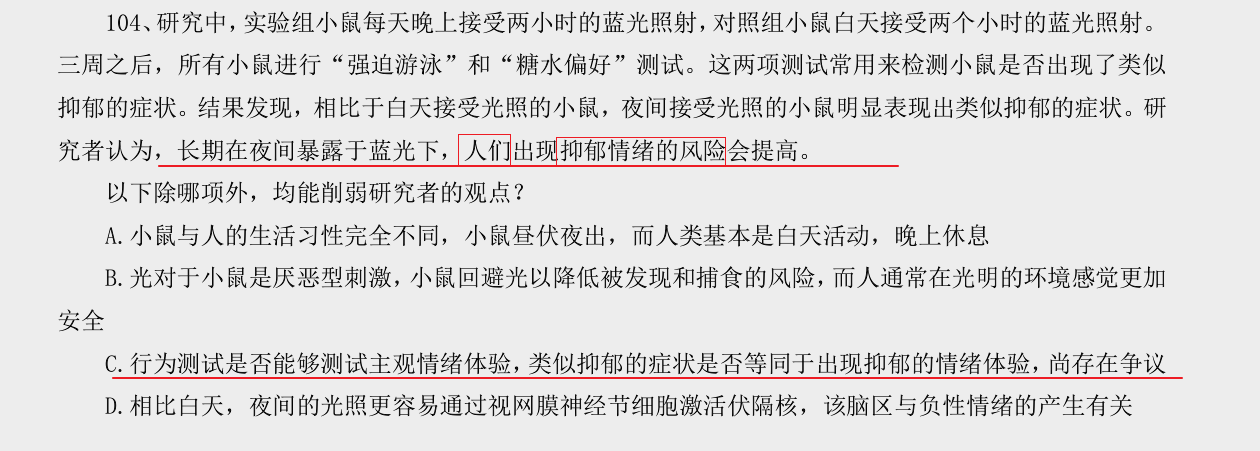 104、研究中,实验组小鼠每天晚上接受两小时的蓝光照射,对照组小鼠白天接受两个小时的蓝光照射。
三周之后，所有小鼠进行“强迫游泳”和“糖水偏好”测试。这两项测试常用来检测小鼠是否出现了类似
抑郁的症状。结果发现，相比于白天接受光照的小鼠，夜间接受光照的小鼠明显表现出类似抑郁的症状。研
究者认为，长期在夜间暴露于蓝光下，人们出现抑郁情绪的风险会提高。
以下除哪项外，均能削弱研究者的观点？
A.小鼠与人的生活习性完全不同，小鼠昼伏夜出，而人类基本是白天活动，晚上休息
B.光对于小鼠是厌恶型刺激,小鼠回避光以降低被发现和捕食的风险,而人通常在光明的环境感觉更加
安全
C.行为测试是否能够测试主观情绪体验,类似抑郁的症状是否等同于出现抑郁的情绪体验,尚存在争议
D.相比白天，夜间的光照更容易通过视网膜神经节细胞激活伏隔核，该脑区与负性情绪的产生有关